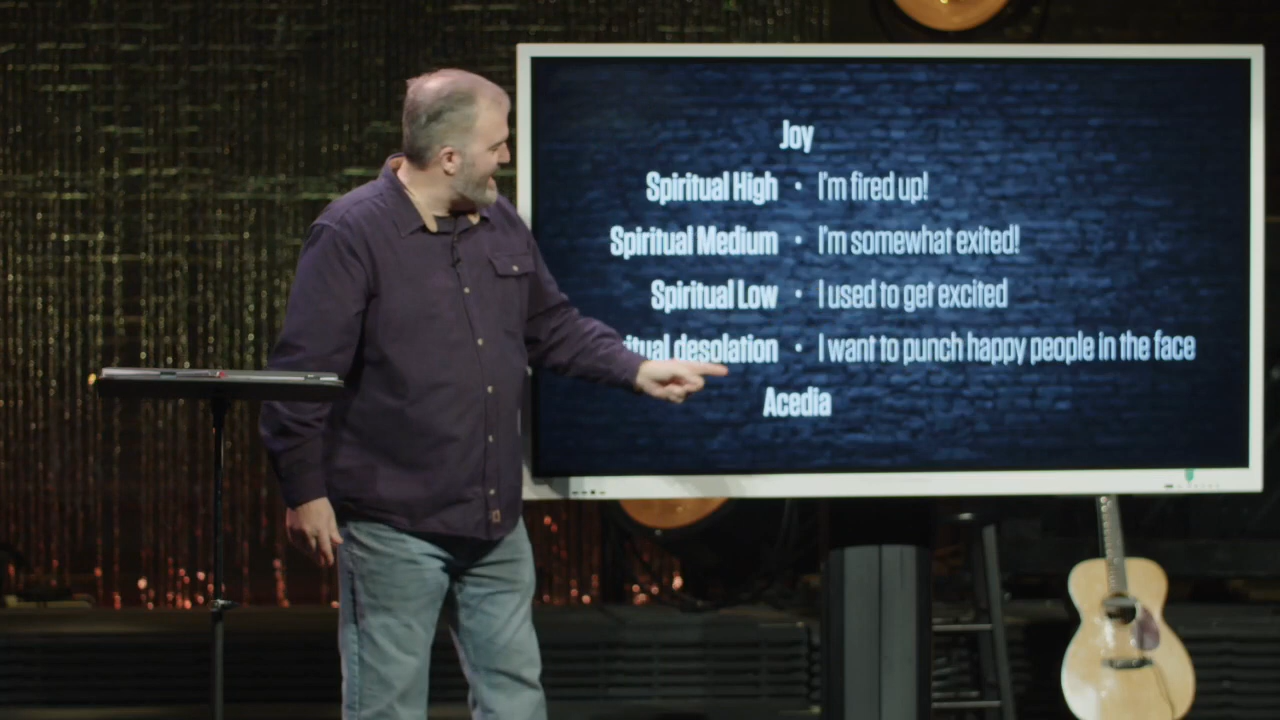 Joy
Spiritual High • I'm fired up!
Spiritual Medium • I'm somewhat exited!
Spiritual Low • I used to get excited
ritual desolation • I want to punch happy people in the face
Acedia